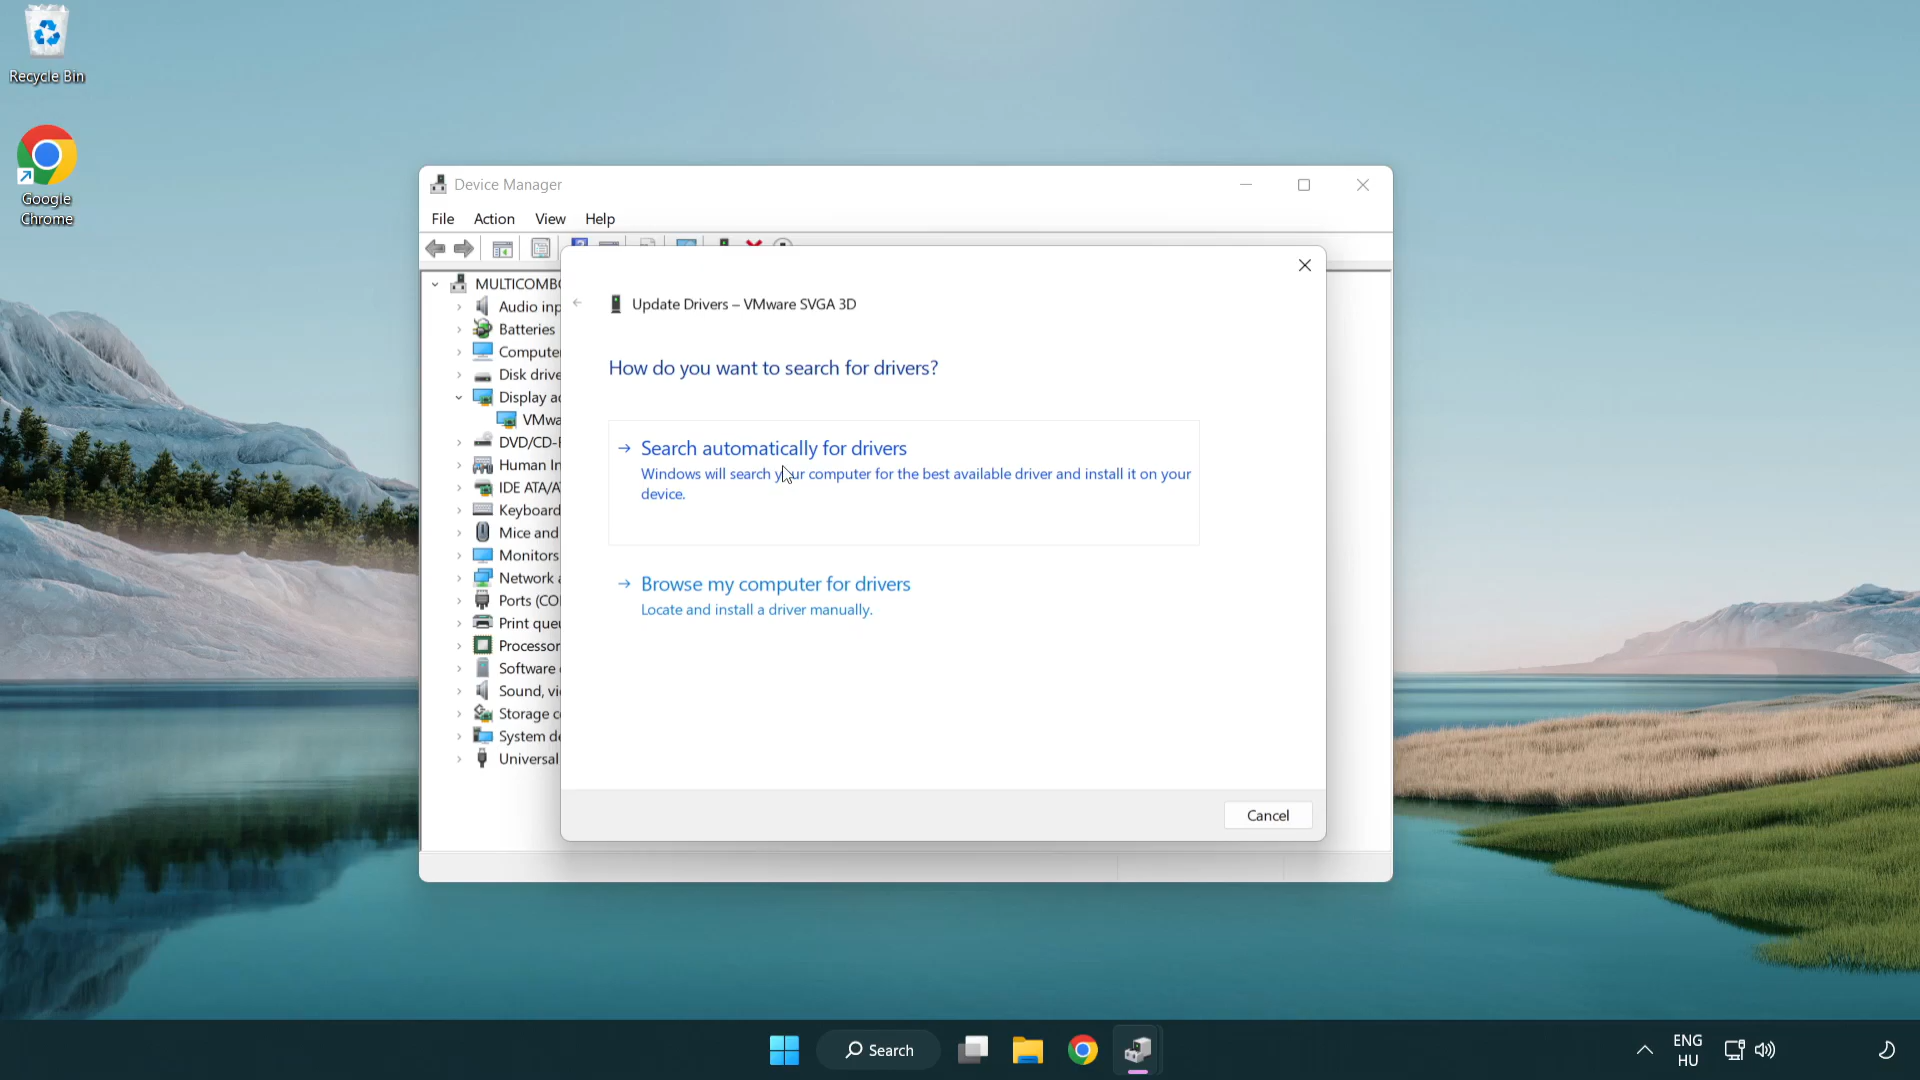 Recycle Bin
Google
Chrome
Device Manager
File Action View Help
MULTICOMBO
Audio inp
Batteries
Compute
Disk drive
Display a
VMwa
DVD/CD-
Human In
IDE ATA/A
Keyboard
Mice and
Monitors
Network
Ports (CO
Print que
Processor
Software
Sound, vi
Storage c
System de
Universal
Update Drivers – VMware SVGA 3D
How do you want to search for drivers?
Search automatically for drivers
Windows will search your computer for the best available driver and install it on your
device.
Browse my computer for drivers
Locate and install a driver manually.
Cancel
Search
ENG
HU